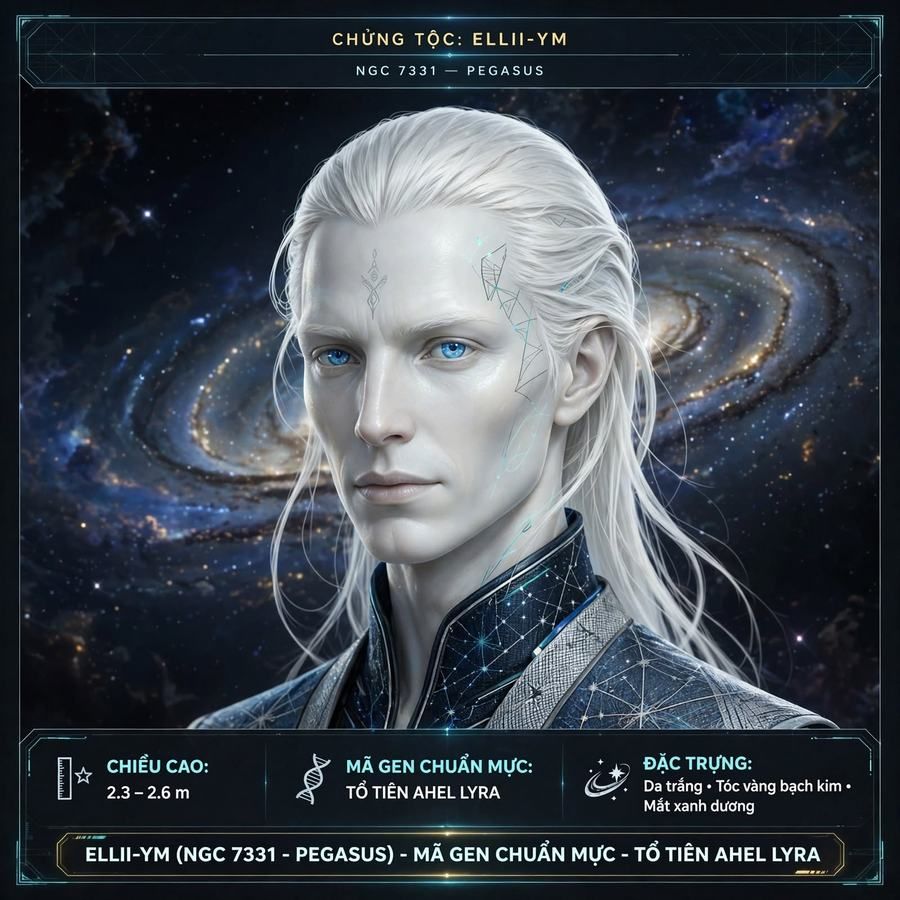 CHỦNG TỘC: ELLII-YM
NGC 7331 — PEGASUS
CHIỀU CAO:
2.3 – 2.6 m
MÃ GEN CHUẨN MỰC:
TỔ TIÊN AHEL LYRA
ĐẶC TRƯNG:
Da trắng • Tóc vàng bạch kim •
Mắt xanh dương
ELLII-YM (NGC 7331 - PEGASUS) - MÃ GEN CHUẨN MỰC - TỔ TIÊN AHEL LYRA